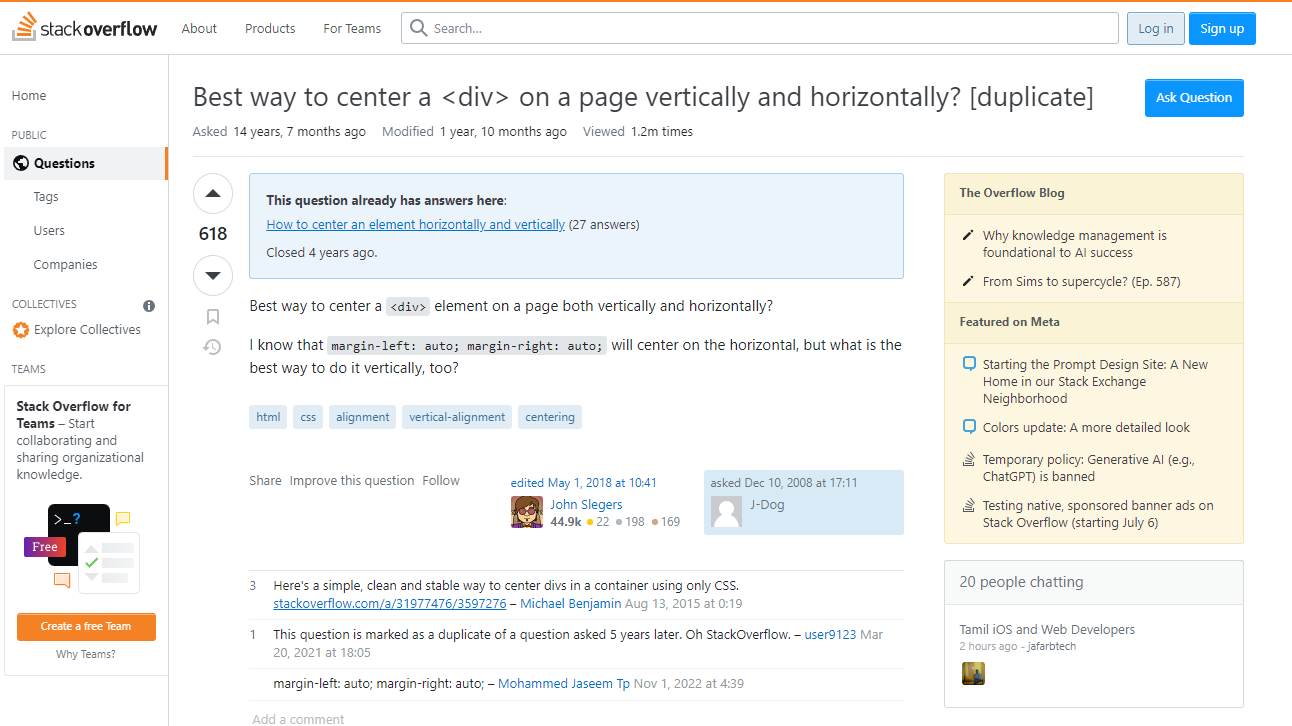 stackoverflow
About
Products
For Teams
Search...
Log in
Sign up
Home
PUBLIC
Questions
Tags
Users
Companies
COLLECTIVES
Explore Collectives
TEAMS
Stack Overflow for
Teams – Start
collaborating and
sharing organizational
knowledge.
>_?
Free
Create a free Team
Why Teams?
Best way to center a <div> on a page vertically and horizontally? [duplicate]
Ask Question
Asked 14 years, 7 months ago Modified 1 year, 10 months ago Viewed 1.2m times
618
This question already has answers here:
How to center an element horizontally and vertically (27 answers)
Closed 4 years ago.
Best way to center a <div> element on a page both vertically and horizontally?
I know that margin-left: auto; margin-right: auto; will center on the horizontal, but what is the
best way to do it vertically, too?
html css alignment vertical-alignment centering
Share Improve this question Follow
edited May 1, 2018 at 10:41
John Slegers
44.9k 22 198 169
asked Dec 10, 2008 at 17:11
J-Dog
3 Here's a simple, clean and stable way to center divs in a container using only CSS.
stackoverflow.com/a/31977476/3597276 – Michael Benjamin Aug 13, 2015 at 0:19
1 This question is marked as a duplicate of a question asked 5 years later. Oh StackOverflow. – user9123 Mar
20, 2021 at 18:05
margin-left: auto; margin-right: auto; – Mohammed Jaseem Tp Nov 1, 2022 at 4:39
Add a comment
The Overflow Blog
Why knowledge management is
foundational to AI success
From Sims to supercycle? (Ep. 587)
Featured on Meta
Starting the Prompt Design Site: A New
Home in our Stack Exchange
Neighborhood
Colors update: A more detailed look
Temporary policy: Generative AI (e.g.,
ChatGPT) is banned
Testing native, sponsored banner ads on
Stack Overflow (starting July 6)
20 people chatting
Tamil iOS and Web Developers
2 hours ago - jafarbtech